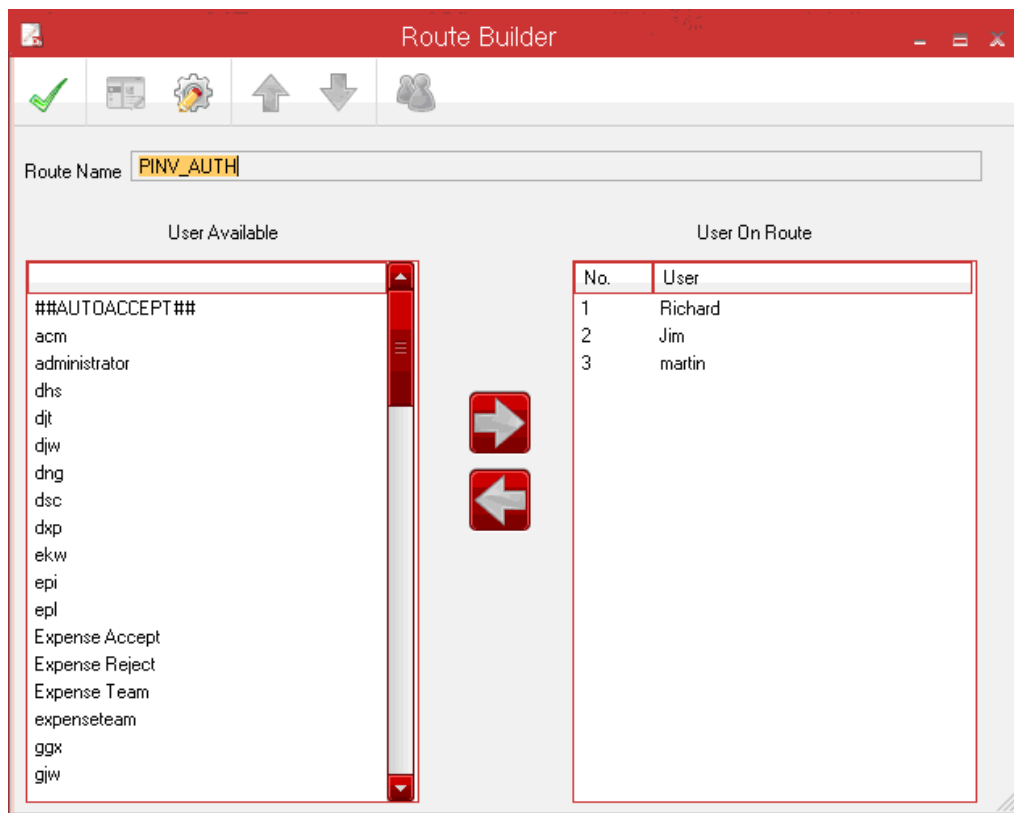 Route Builder
Route Name PINV_AUTH
User Available
##AUTOACCEPT##
acm
administrator
dhs
djt
djw
dng
dsc
dxp
ekw
epi
epl
Expense Accept
Expense Reject
Expense Team
expenseteam
ggx
gjw
User On Route
No. User
1 Richard
2 Jim
3 martin